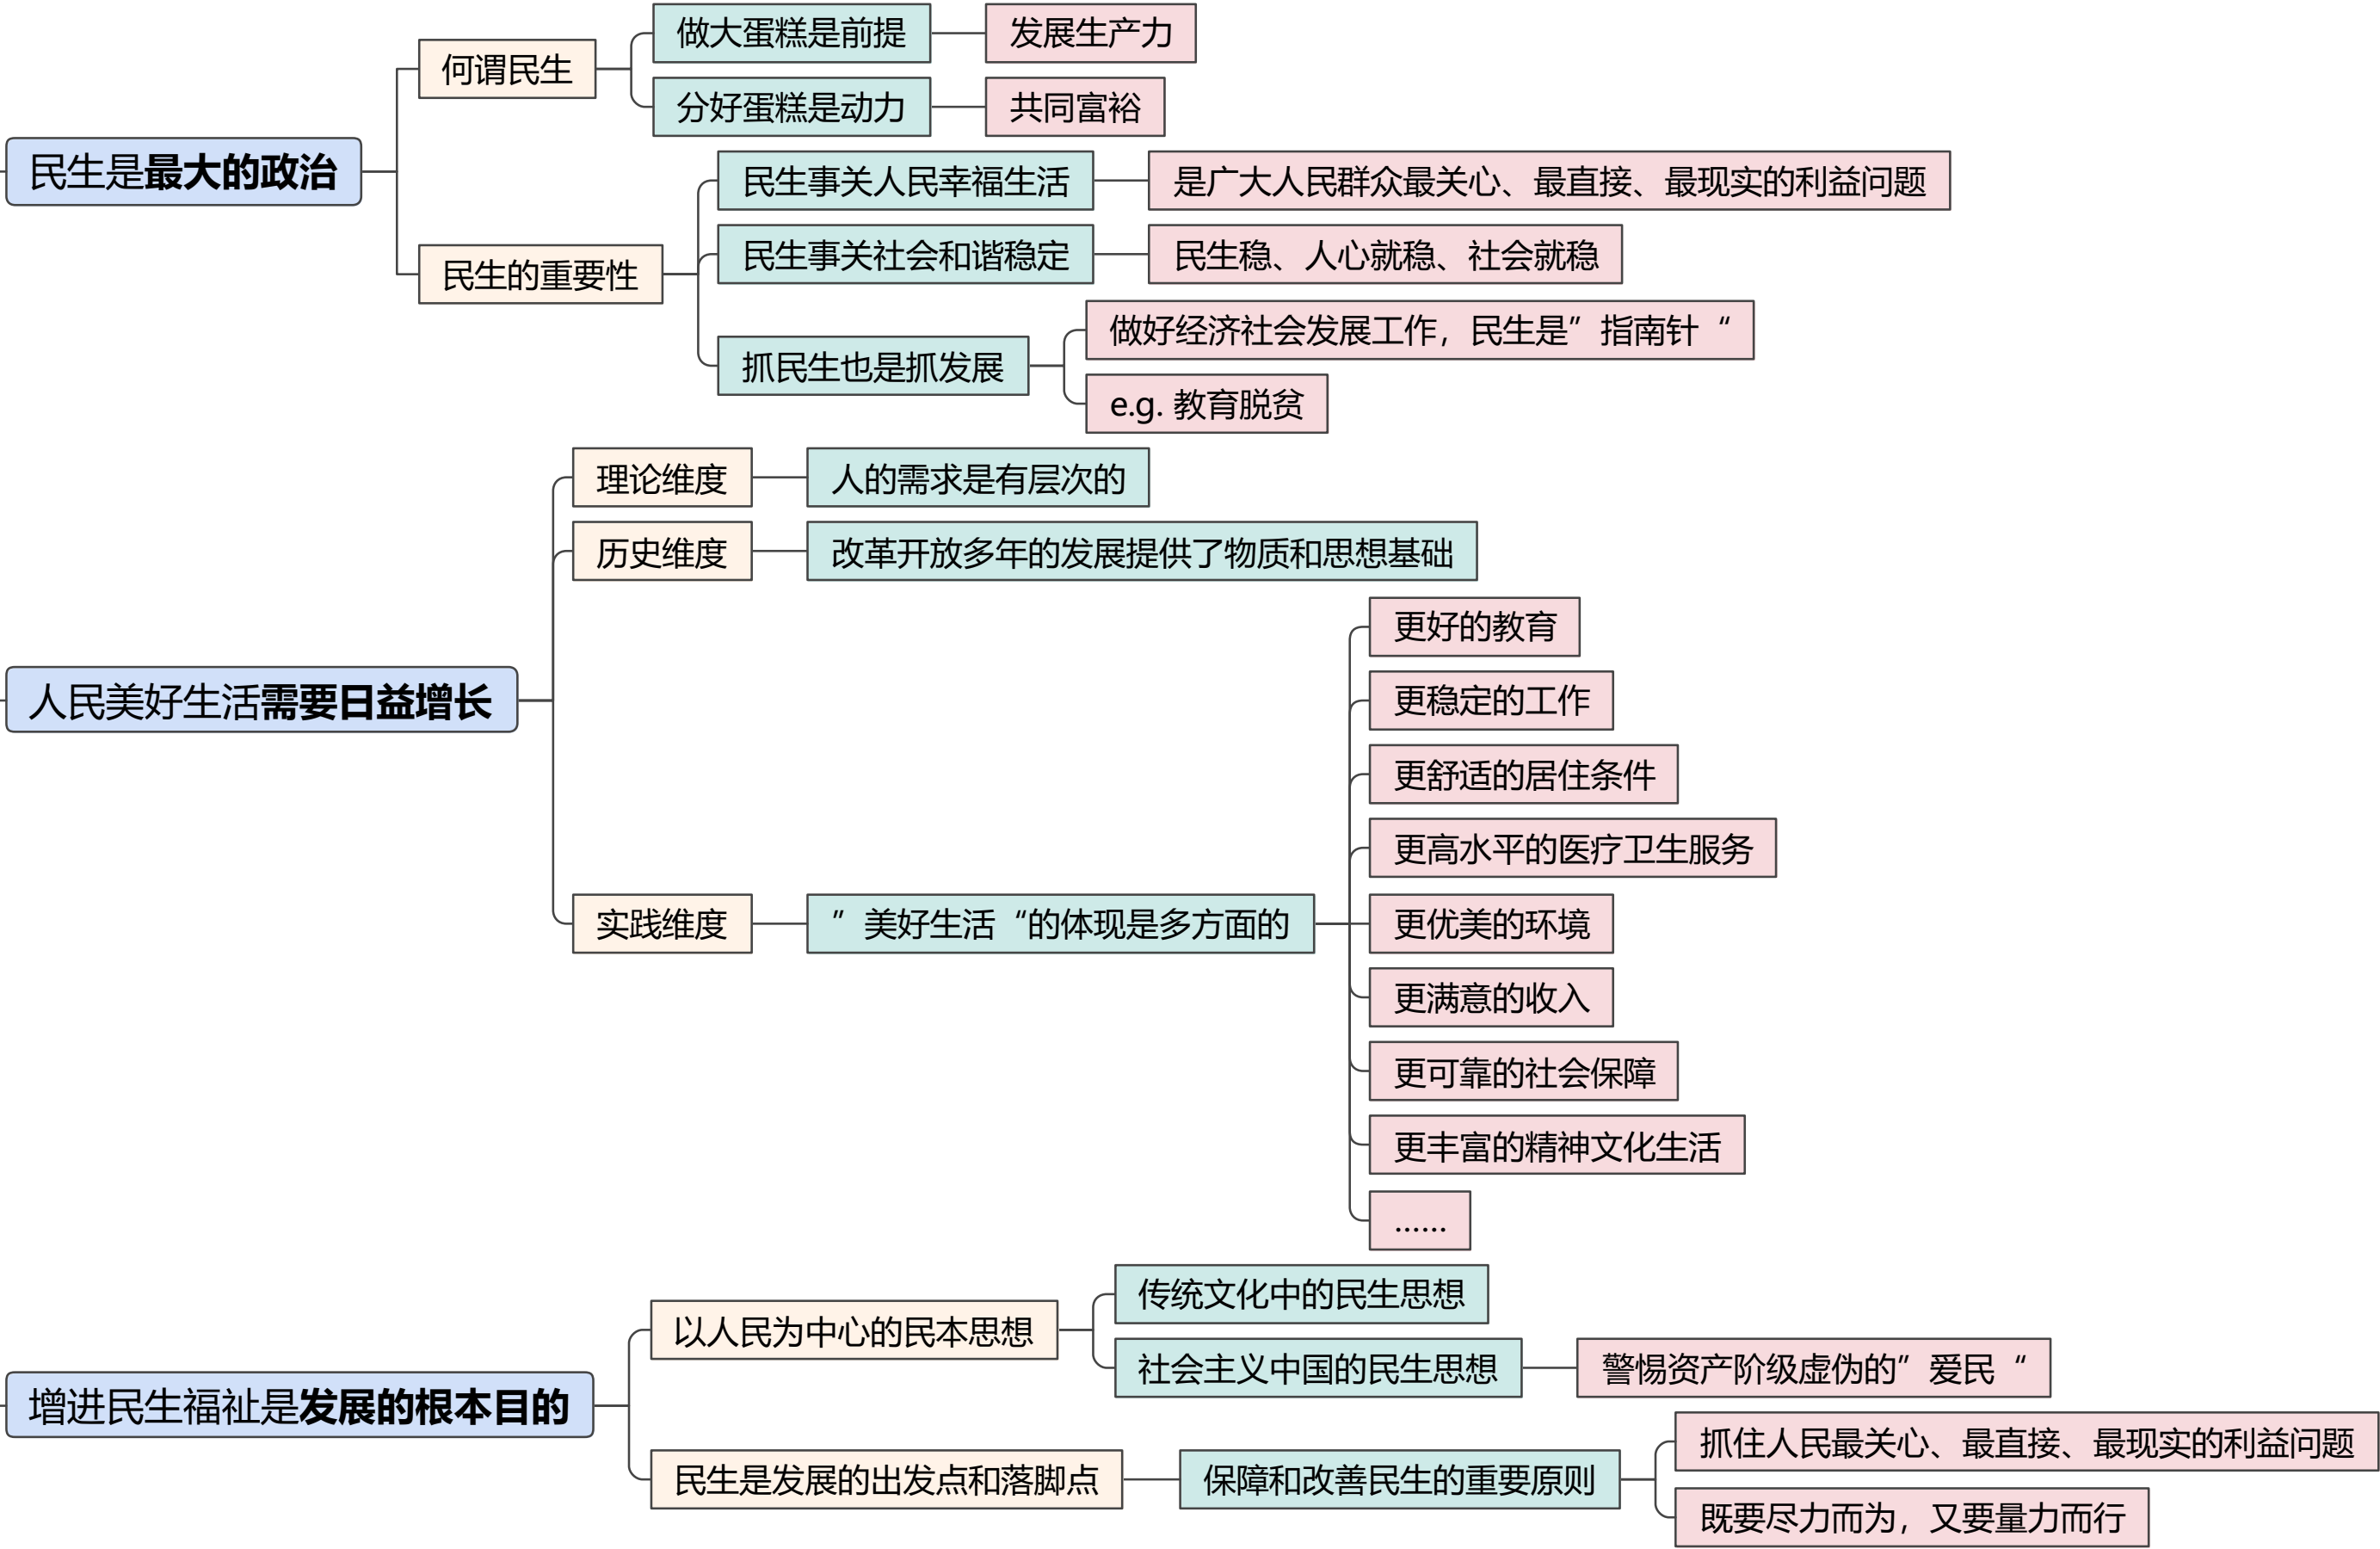 民生是最大的政治
何谓民生
做大蛋糕是前提
发展生产力
分好蛋糕是动力
共同富裕
民生的重要性
民生事关人民幸福生活
是广大人民群众最关心、最直接、最现实的利益问题
民生事关社会和谐稳定
民生稳、人心就稳、社会就稳
抓民生也是抓发展
做好经济社会发展工作，民生是”指南针“
e.g. 教育脱贫
人民美好生活需要日益增长
理论维度
人的需求是有层次的
历史维度
改革开放多年的发展提供了物质和思想基础
实践维度
”美好生活“的体现是多方面的
更好的教育
更稳定的工作
更舒适的居住条件
更高水平的医疗卫生服务
更优美的环境
更满意的收入
更可靠的社会保障
更丰富的精神文化生活
……
增进民生福祉是发展的根本目的
以人民为中心的民本思想
传统文化中的民生思想
社会主义中国的民生思想
警惕资产阶级虚伪的”爱民“
民生是发展的出发点和落脚点
保障和改善民生的重要原则
抓住人民最关心、最直接、最现实的利益问题
既要尽力而为，又要量力而行